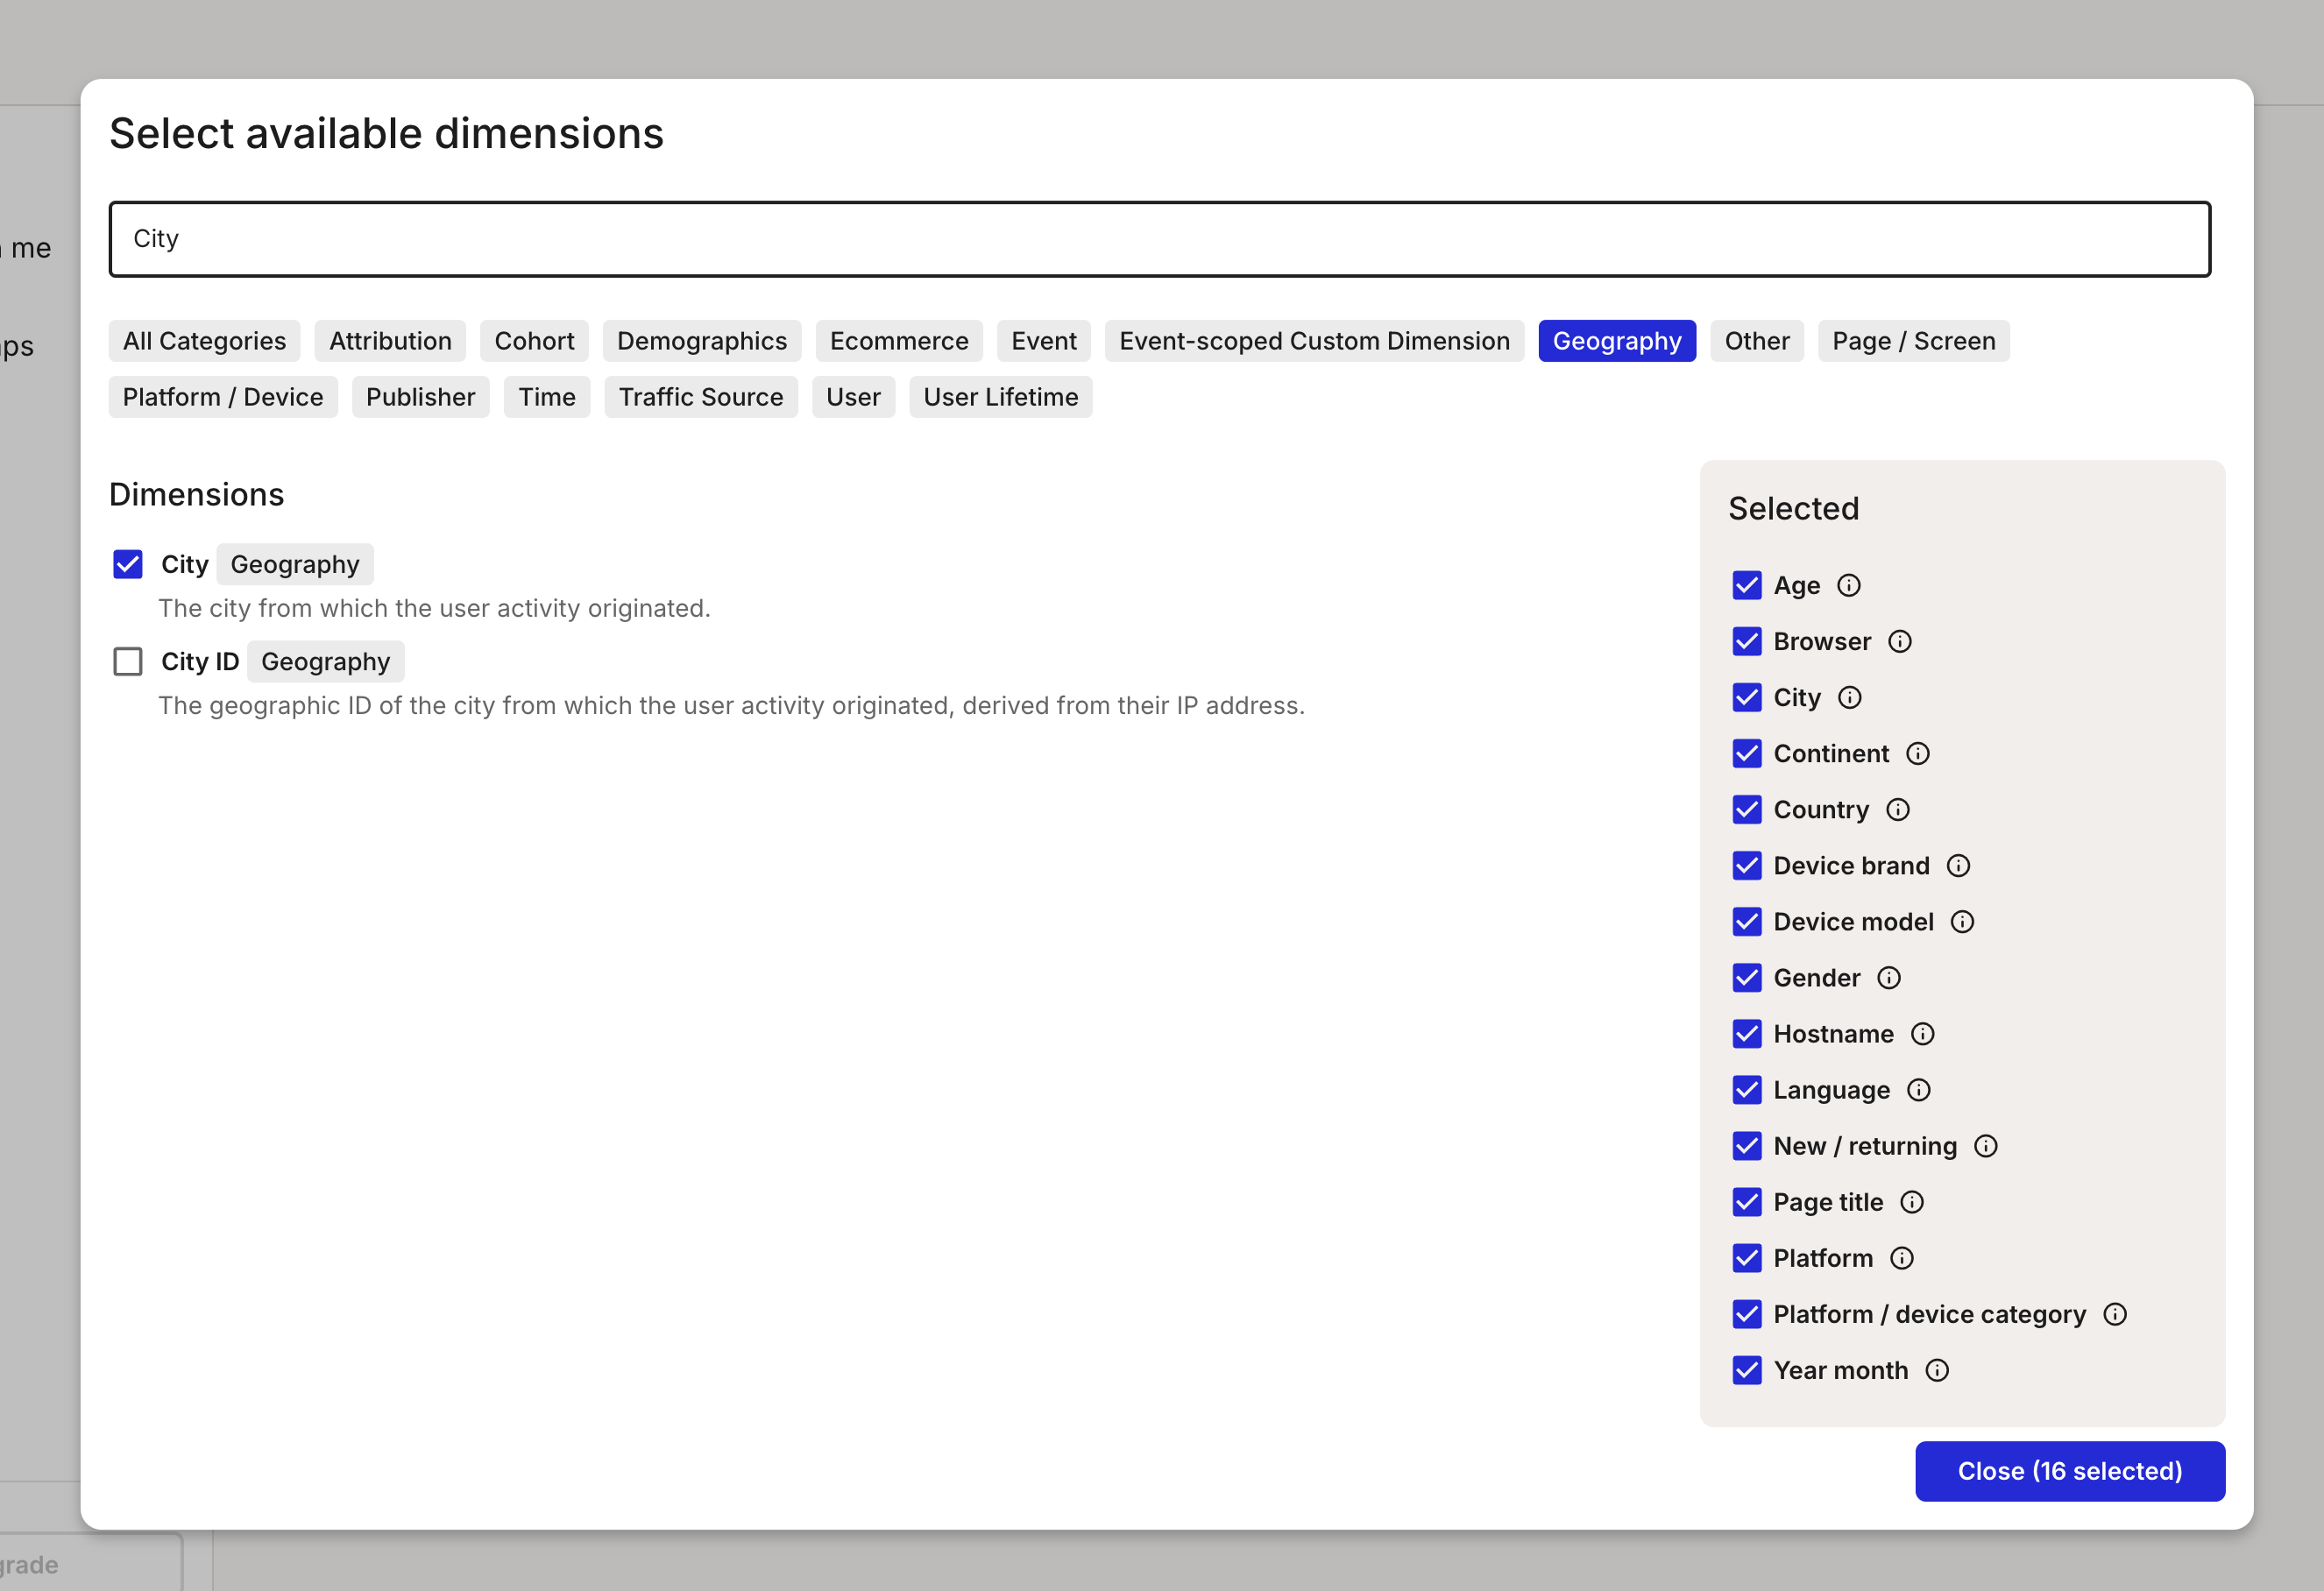 Select available dimensions
City
me
All Categories Attribution Cohort Demographics Ecommerce Event Event-scoped Custom Dimension Geography Other Page / Screen
Platform / Device Publisher Time Traffic Source User User Lifetime
Dimensions
City Geography
The city from which the user activity originated.
City ID Geography
The geographic ID of the city from which the user activity originated, derived from their IP address.
Selected
Age
Browser
City
Continent
Country
Device brand
Device model
Gender
Hostname
Language
New / returning
Page title
Platform
Platform / device category
Year month
Close (16 selected)